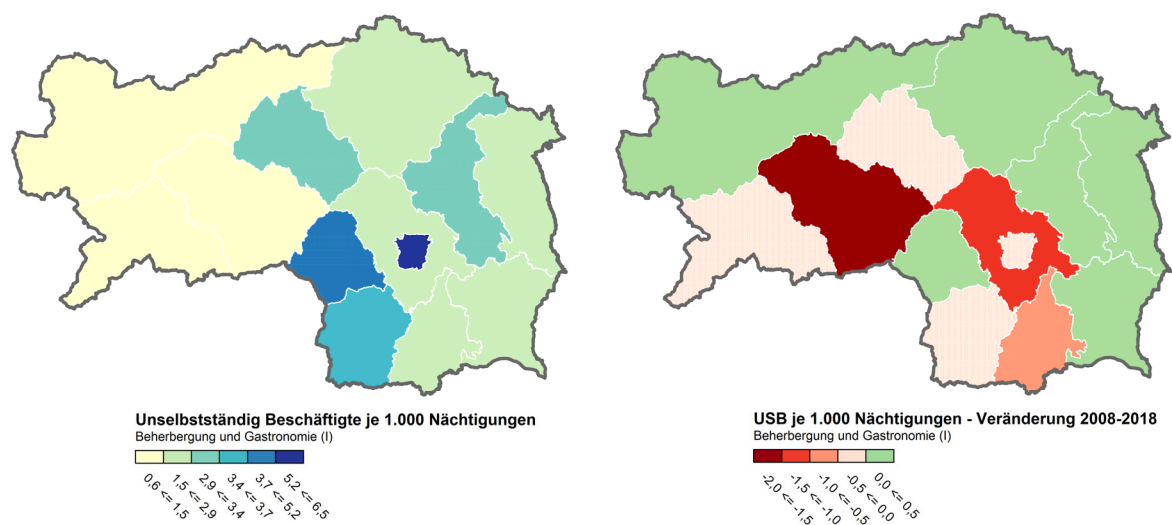 Unselbstständig Beschäftigte je 1.000 Nächtigungen
Beherbergung und Gastronomie (I)
0,6 <= 1,5
1,5 <= 2,9
2,9 <= 3,4
3,4 <= 3,7
3,7 <= 5,2
5,2 <= 6,5
USB je 1.000 Nächtigungen - Veränderung 2008-2018
Beherbergung und Gastronomie (I)
-2,0 <= -1,5
-1,5 <= -1,0
-1,0 <= -0,5
-0,5 <= 0,0
0,0 <= 0,5